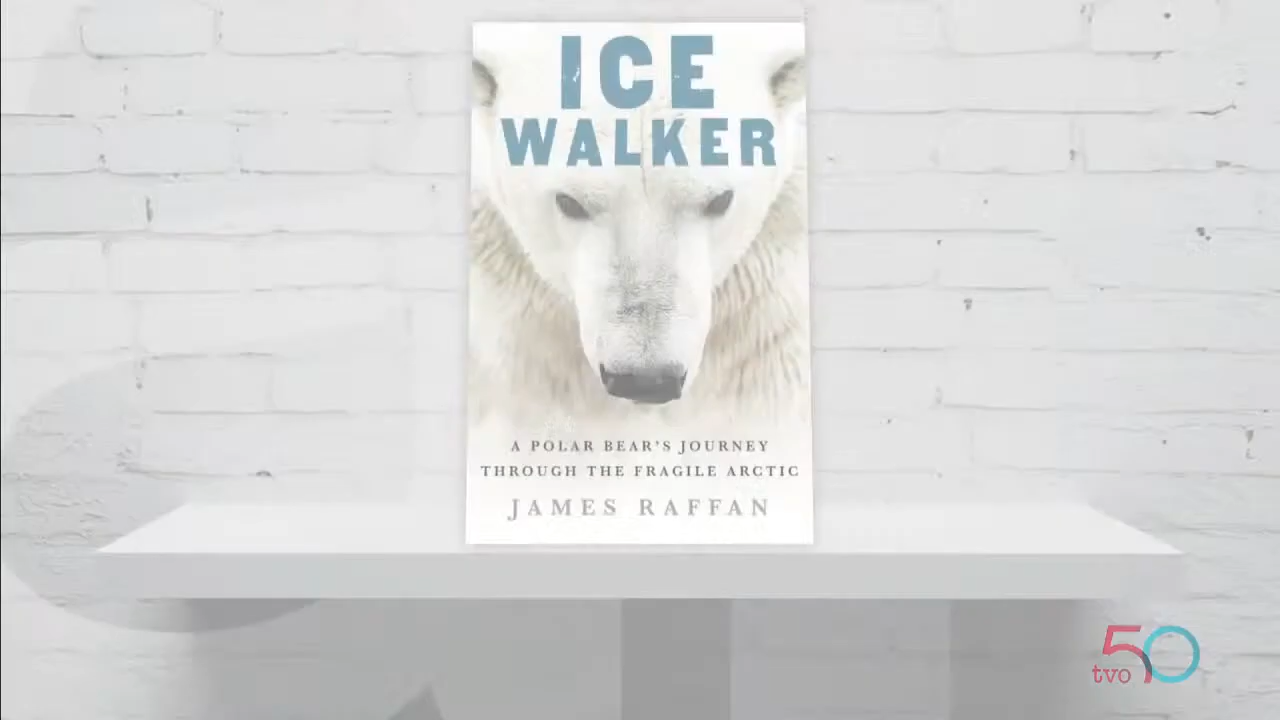 ICE
WALKER
A POLAR BEAR'S JOURNEY
THROUGH THE FRAGILE ARCTIC
JAMES RAFFAN
50
tvo